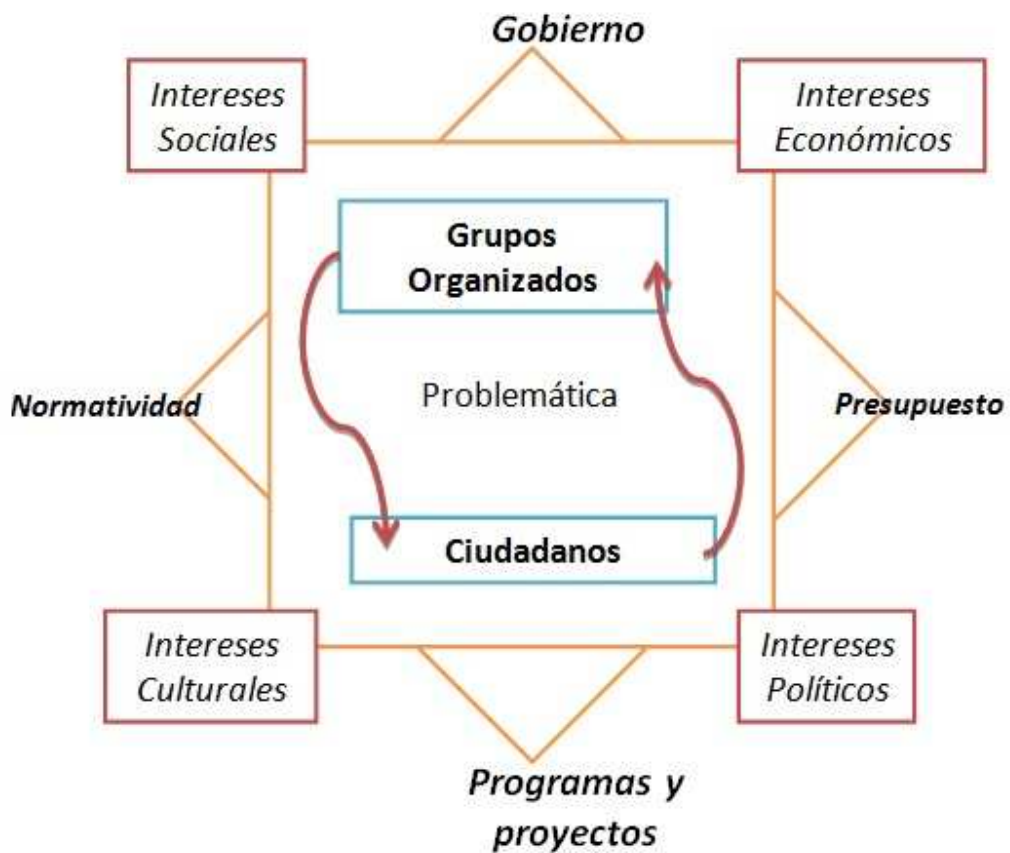 Gobierno
Intereses
Sociales
Intereses
Económicos
Grupos
Organizados
Normatividad
Problemática
Presupuesto
Ciudadanos
Intereses
Culturales
Intereses
Políticos
Programas y
proyectos